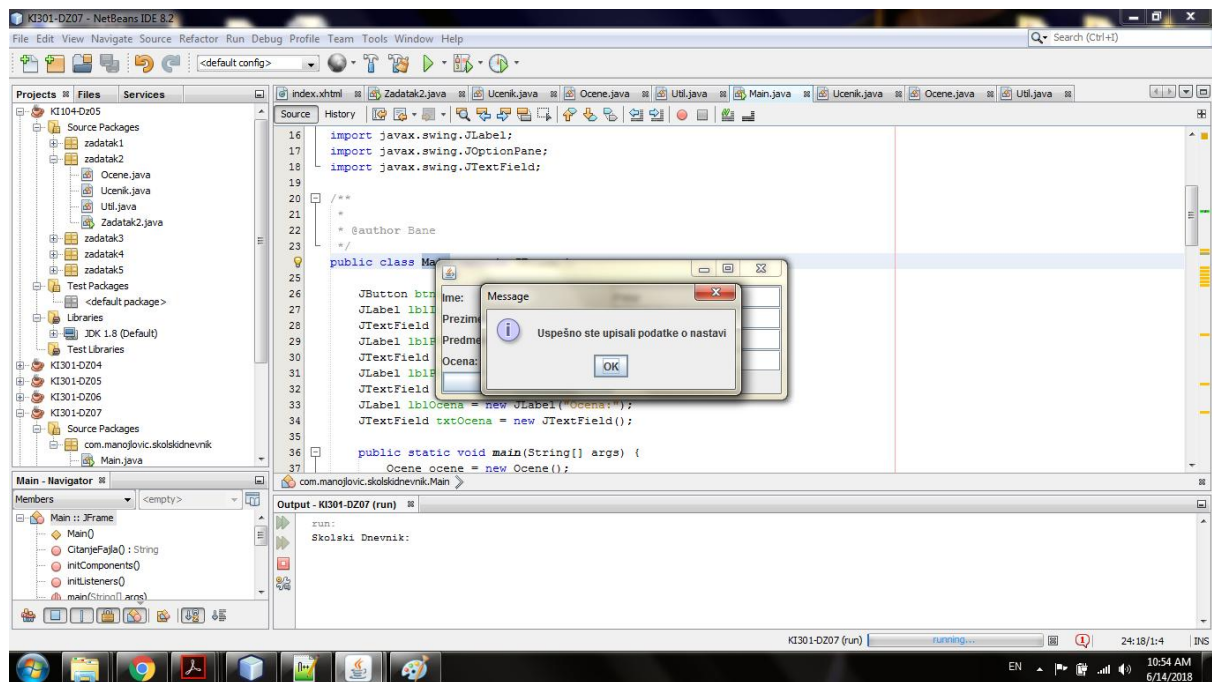 KI301-DZ07 - NetBeans IDE 8.2
File Edit View Navigate Source Refactor Run Debug Profile Team Tools Window Help
Search (Ctrl+I)
<default config>
Projects Files Services
KI104-Dz05
Source Packages
zadatak1
zadatak2
Ocene.java
Ucenik.java
Util.java
Zadatak2.java
zadatak3
zadatak4
zadatak5
Test Packages
<default package>
Libraries
JDK 1.8 (Default)
Test Libraries
KI301-DZ04
KI301-DZ05
KI301-DZ06
KI301-DZ07
Source Packages
com.manojlovic.skolskidnevnik
Main.java
Main - Navigator
Members <empty>
Main :: JFrame
Main()
CitanjeFajla() : String
initComponents()
initListeners()
main(String[] args)
index.xhtml Zadatak2.java Ucenik.java Ocene.java Util.java Main.java Ucenik.java Ocene.java Util.java
Source History
16 import javax.swing.JLabel;
17 import javax.swing.JOptionPane;
18 import javax.swing.JTextField;
19
20 /**
21 *
22 * @author Bane
23 */
public class Ma
25
26 JButton btn
27 JLabel lbl
28 JTextField
29 JLabel lbl
30 JTextField
31 JLabel lbl
32 JTextField
33 JLabel lblOcena = new JLabel("Ocena:");
34 JTextField txtOcena = new JTextField();
35
36 public static void main(String[] args) {
37 Ocene ocene = new Ocene();
Ime:
Prezime
Predme
Ocena:
Message
Uspešno ste upisali podatke o nastavi
OK
com.manojlovic.skolskidnevnik.Main
Output - KI301-DZ07 (run)
run:
Skolski Dnevnik:
KI301-DZ07 (run) running... 1 24:18/1:4 INS
EN 10:54 AM
6/14/2018